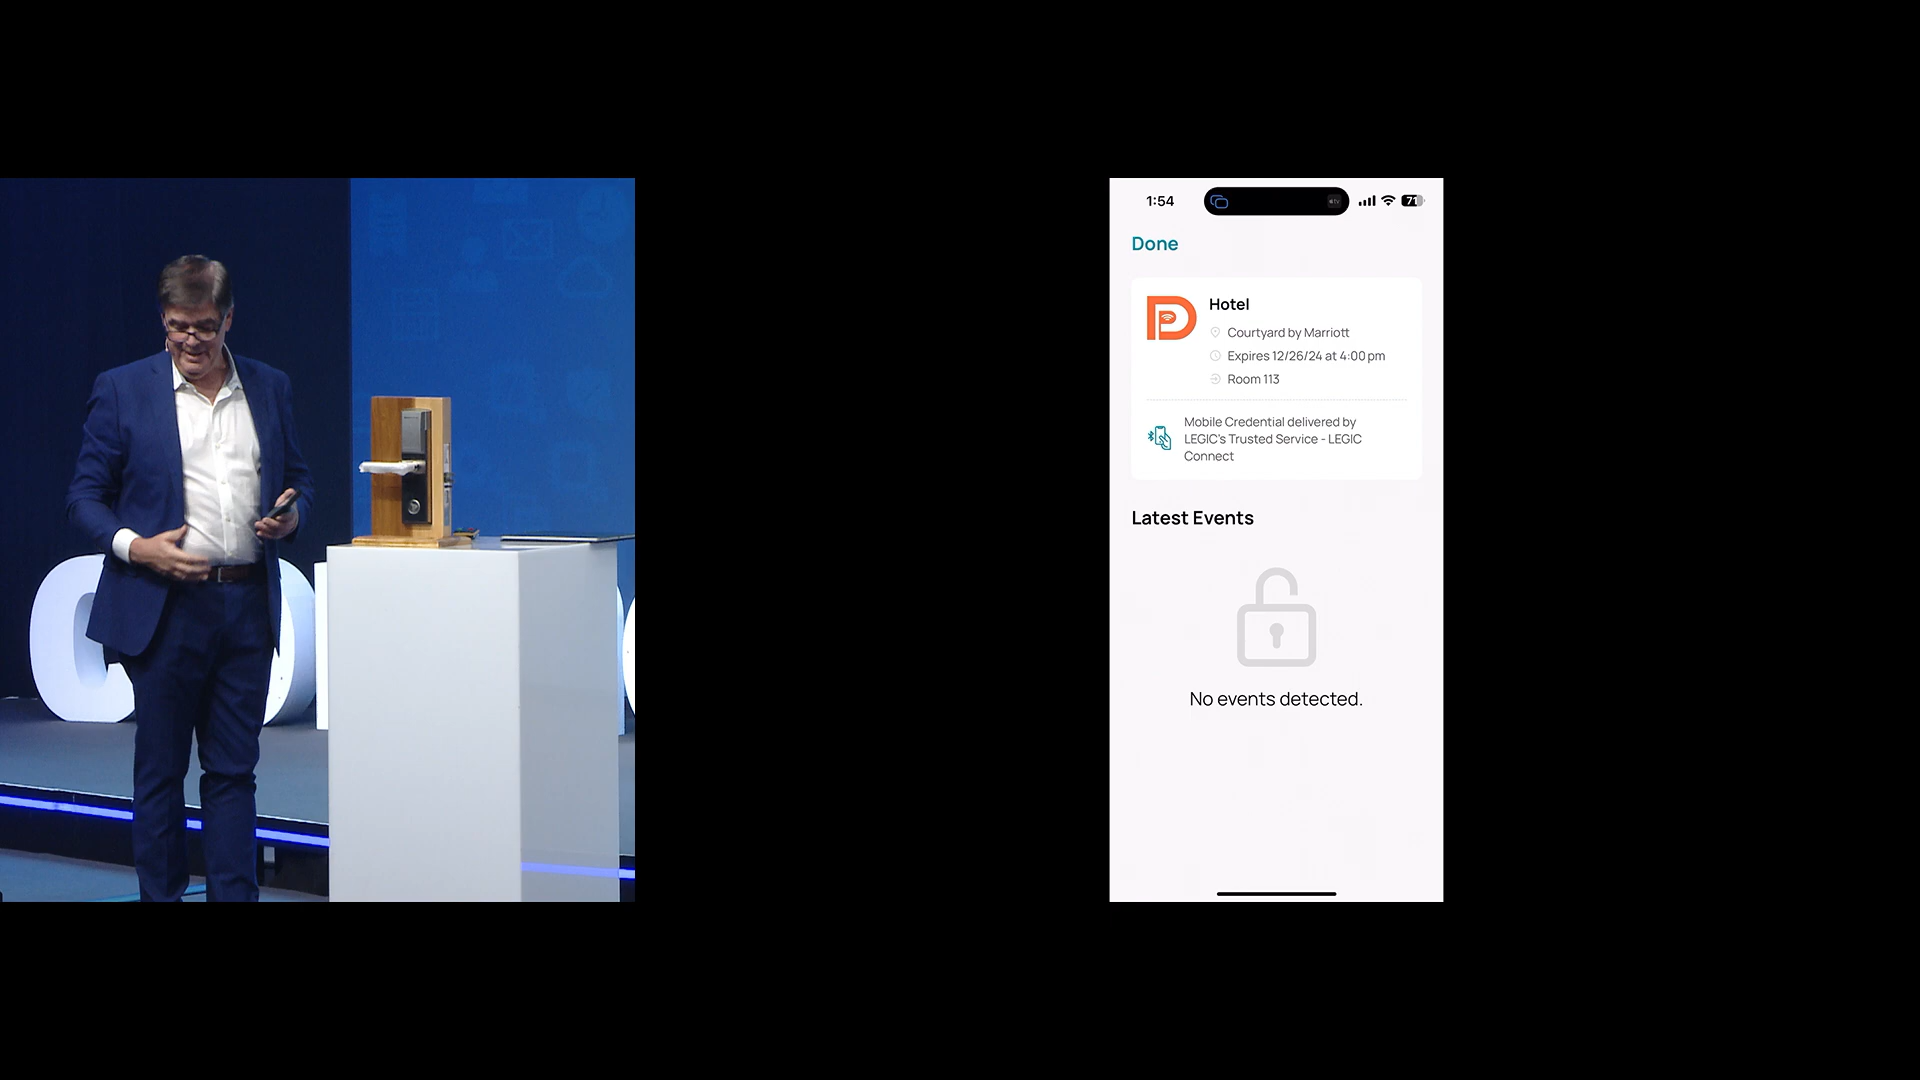 1:54
71
Done
Hotel
Courtyard by Marriott
Expires 12/26/24 at 4:00 pm
Room 113
Mobile Credential delivered by
LEGIC's Trusted Service - LEGIC
Connect
Latest Events
No events detected.